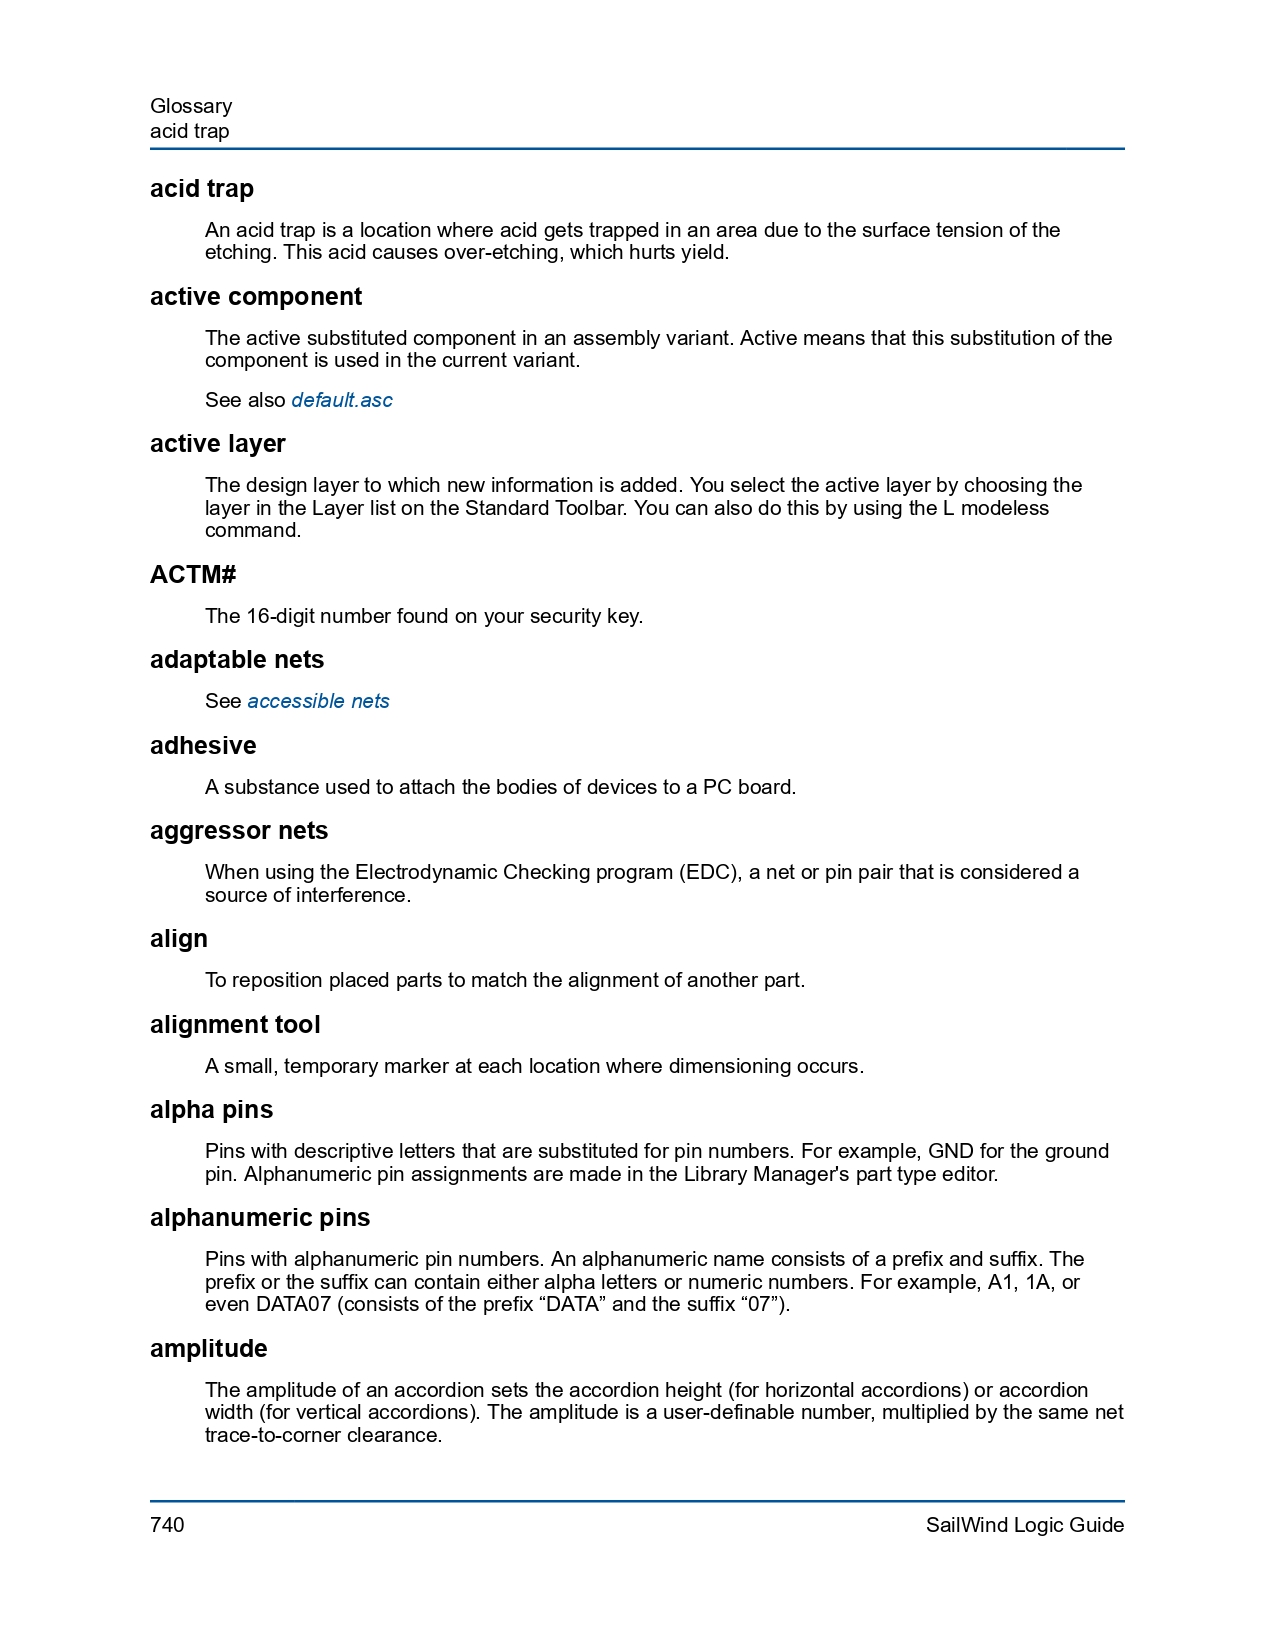 Glossary
acid trap
acid trap
An acid trap is a location where acid gets trapped in an area due to the surface tension of the
etching. This acid causes over-etching, which hurts yield.
active component
The active substituted component in an assembly variant. Active means that this substitution of the
component is used in the current variant.
See also default.asc
active layer
The design layer to which new information is added. You select the active layer by choosing the
layer in the Layer list on the Standard Toolbar. You can also do this by using the L modeless
command.
ACTM#
The 16-digit number found on your security key.
adaptable nets
See accessible nets
adhesive
A substance used to attach the bodies of devices to a PC board.
aggressor nets
When using the Electrodynamic Checking program (EDC), a net or pin pair that is considered a
source of interference.
align
To reposition placed parts to match the alignment of another part.
alignment tool
A small, temporary marker at each location where dimensioning occurs.
alpha pins
Pins with descriptive letters that are substituted for pin numbers. For example, GND for the ground
pin. Alphanumeric pin assignments are made in the Library Manager's part type editor.
alphanumeric pins
Pins with alphanumeric pin numbers. An alphanumeric name consists of a prefix and suffix. The
prefix or the suffix can contain either alpha letters or numeric numbers. For example, A1, 1A, or
even DATA07 (consists of the prefix “DATA” and the suffix “07”).
amplitude
The amplitude of an accordion sets the accordion height (for horizontal accordions) or accordion
width (for vertical accordions). The amplitude is a user-definable number, multiplied by the same net
trace-to-corner clearance.
740
SailWind Logic Guide